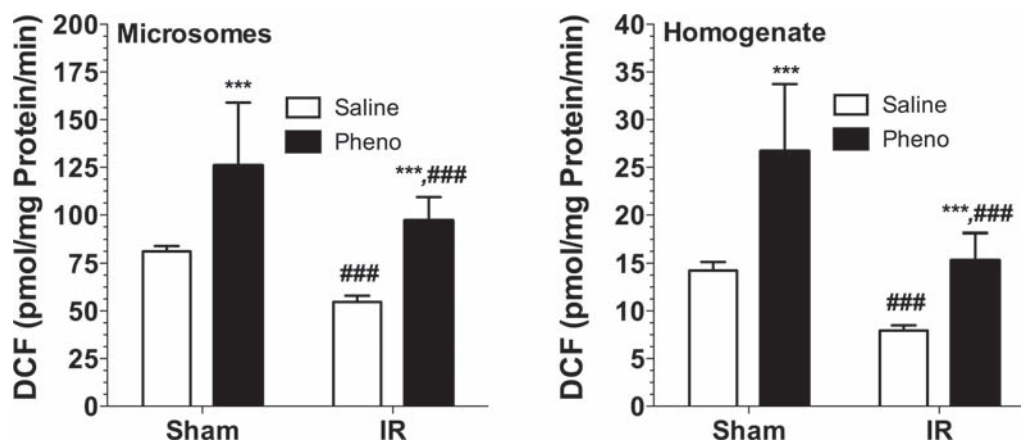 Microsomes
DCF (pmol/mg Protein/min)
200
175
150
125
100
75
50
25
0
Saline
Pheno
***
###
***,###
Sham
IR
Homogenate
DCF (pmol/mg Protein/min)
40
35
30
25
20
15
10
5
0
Saline
Pheno
***
###
***,###
Sham
IR